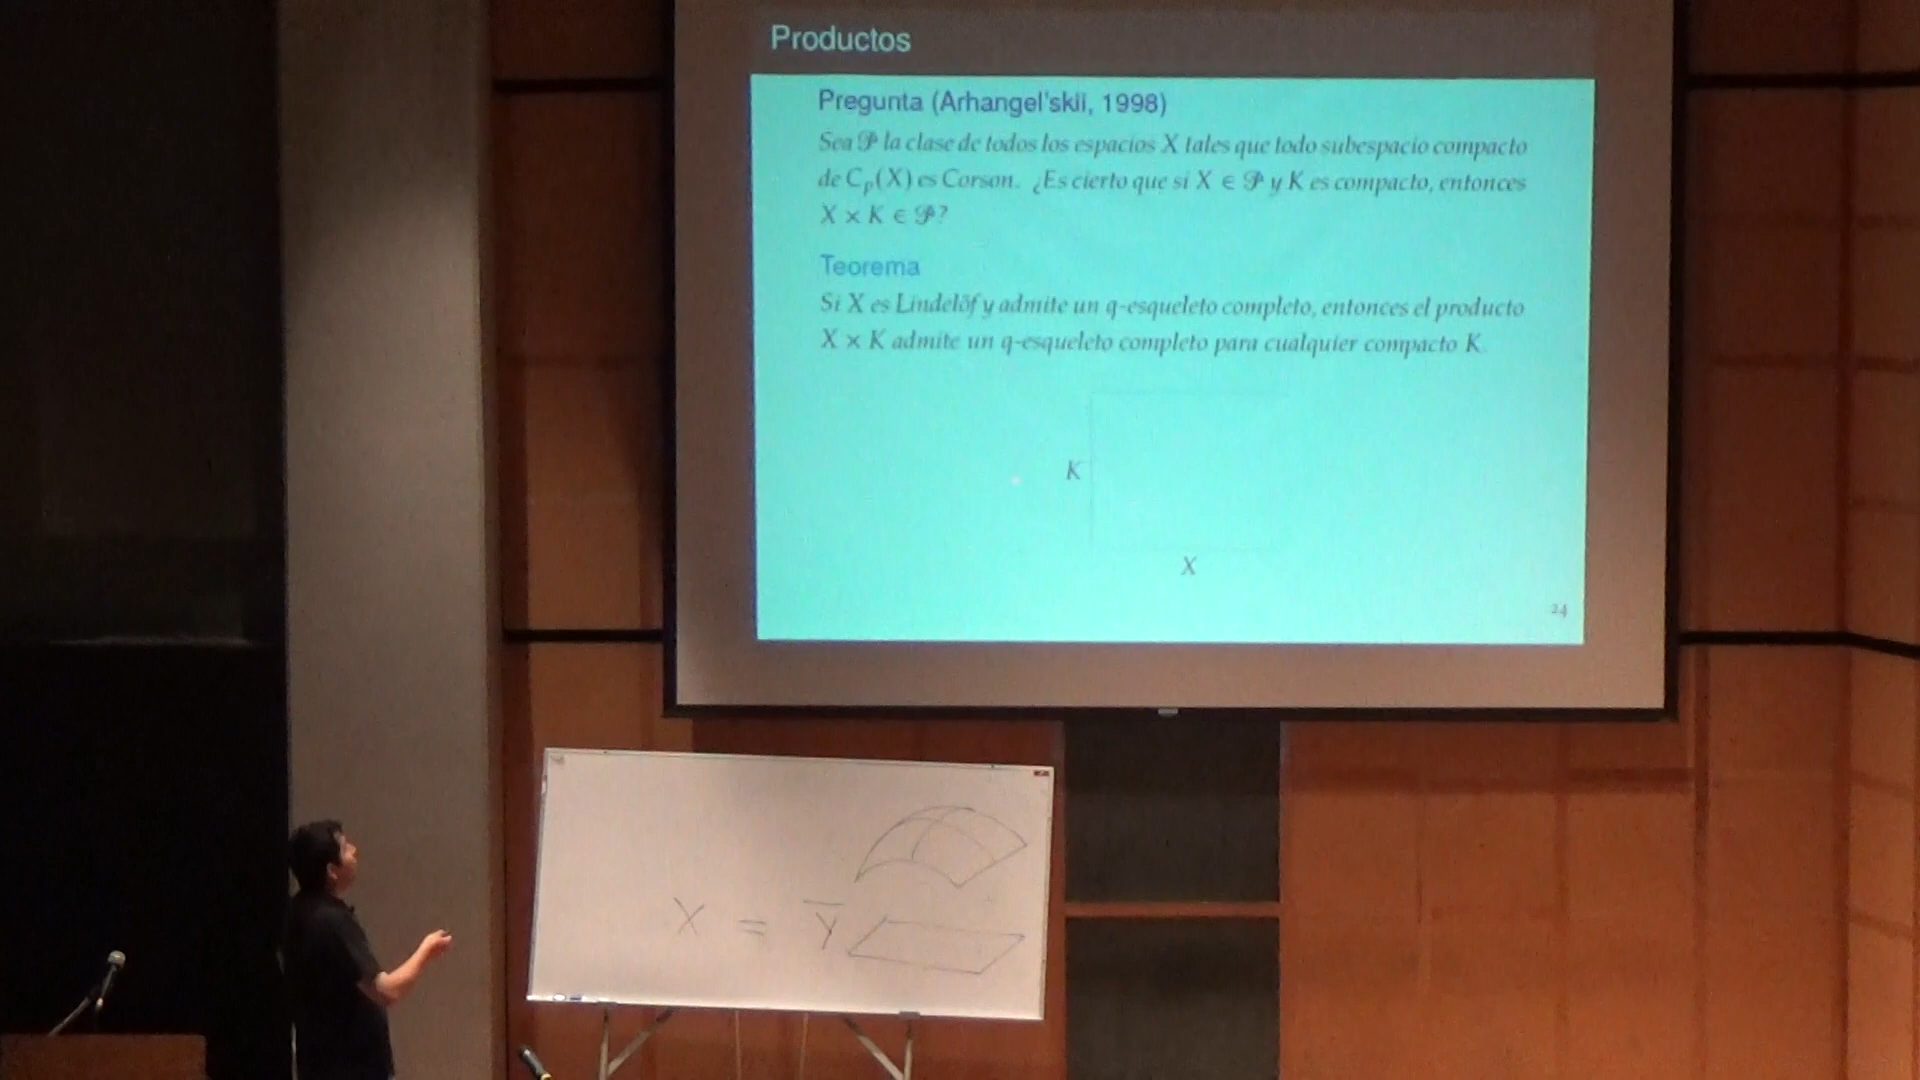 Productos
Pregunta (Arhangel'skii, 1998)
Sea 𝒫 la clase de todos los espacios X tales que todo subespacio compacto
de Cₚ(X) es Corson. ¿Es cierto que si X ∈ 𝒫 y K es compacto, entonces
X × K ∈ 𝒫?
Teorema
Si X es Lindelöf y admite un q-esqueleto completo, entonces el producto
X × K admite un q-esqueleto completo para cualquier compacto K.
K
X
24
X = Y̅